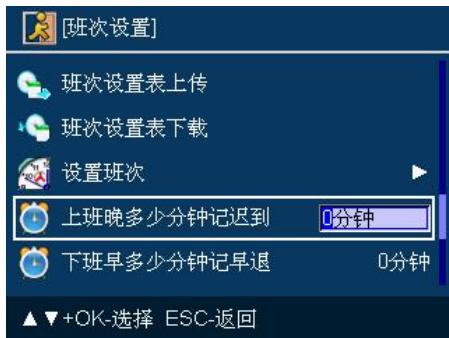 [班次设置]
班次设置表上传
班次设置表下载
设置班次
上班晚多少分钟记迟到 0分钟
下班早多少分钟记早退 0分钟
▲▼+OK-选择 ESC-返回